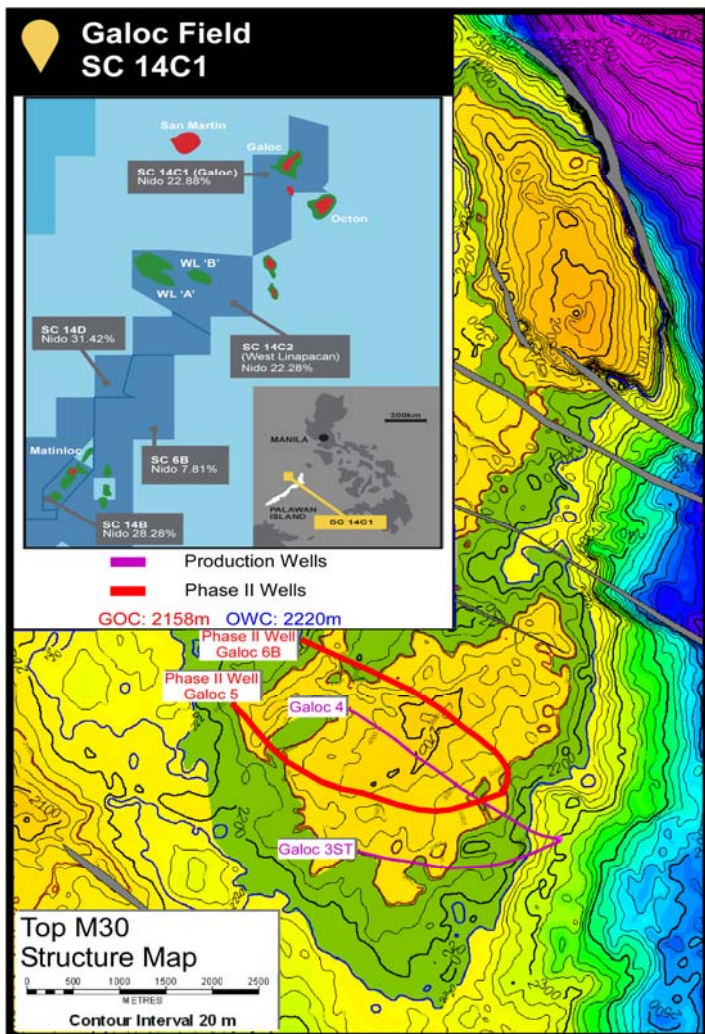 Galoc Field
SC 14C1
San Martin
Galoc
SC 14C1 (Galoc)
Nido 22.88%
Octon
WL 'B'
WL 'A'
SC 14D
Nido 31.42%
SC 14C2
(West Linapacan)
Nido 22.28%
300km
MANILA
Matinloc
SC 6B
Nido 7.81%
PALAWAN
ISLAND
SC 14C1
SC 14B
Nido 28.28%
Production Wells
Phase II Wells
GOC: 2158m OWC: 2220m
Phase II Well
Galoc 6B
Phase II Well
Galoc 5
Galoc 4
Galoc 3ST
2300
2200
2200
2100
2200
2300
Top M30
Structure Map
0 500 1000 1500 2000 2500
METRES
Contour Interval 20 m